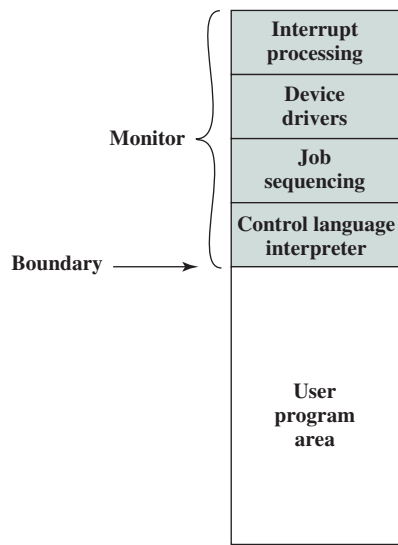 Interrupt
processing
Device
drivers
Monitor
Job
sequencing
Control language
interpreter
Boundary
User
program
area